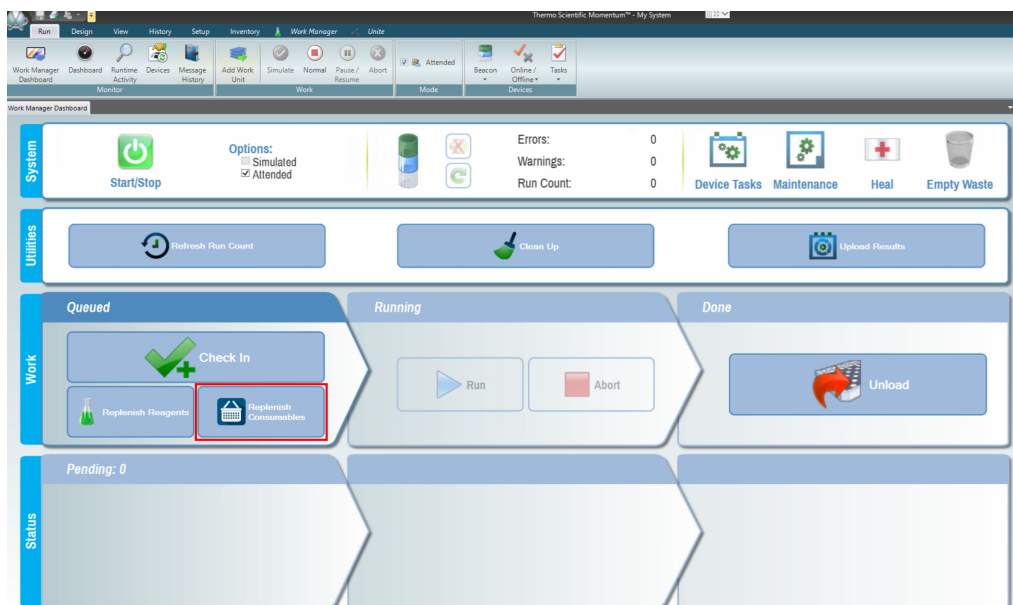 Thermo Scientific Momentum™ - My System
Run Design View History Setup Inventory Work Manager Unite
Work Manager Dashboard
Dashboard
Runtime Activity
Devices
Message History
Add Work Unit
Simulate
Normal
Pause / Resume
Abort
Attended
Beacon
Online / Offline
Tasks
Monitor Work Mode Devices
Work Manager Dashboard
System
Start/Stop
Options:
Simulated
Attended
Errors: 0
Warnings: 0
Run Count: 0
Device Tasks
Maintenance
Heal
Empty Waste
Utilities
Refresh Run Count
Clean Up
Upload Results
Work
Queued
Running
Done
Check In
Replenish Reagents
Replenish
Consumables
Run
Abort
Unload
Status
Pending: 0